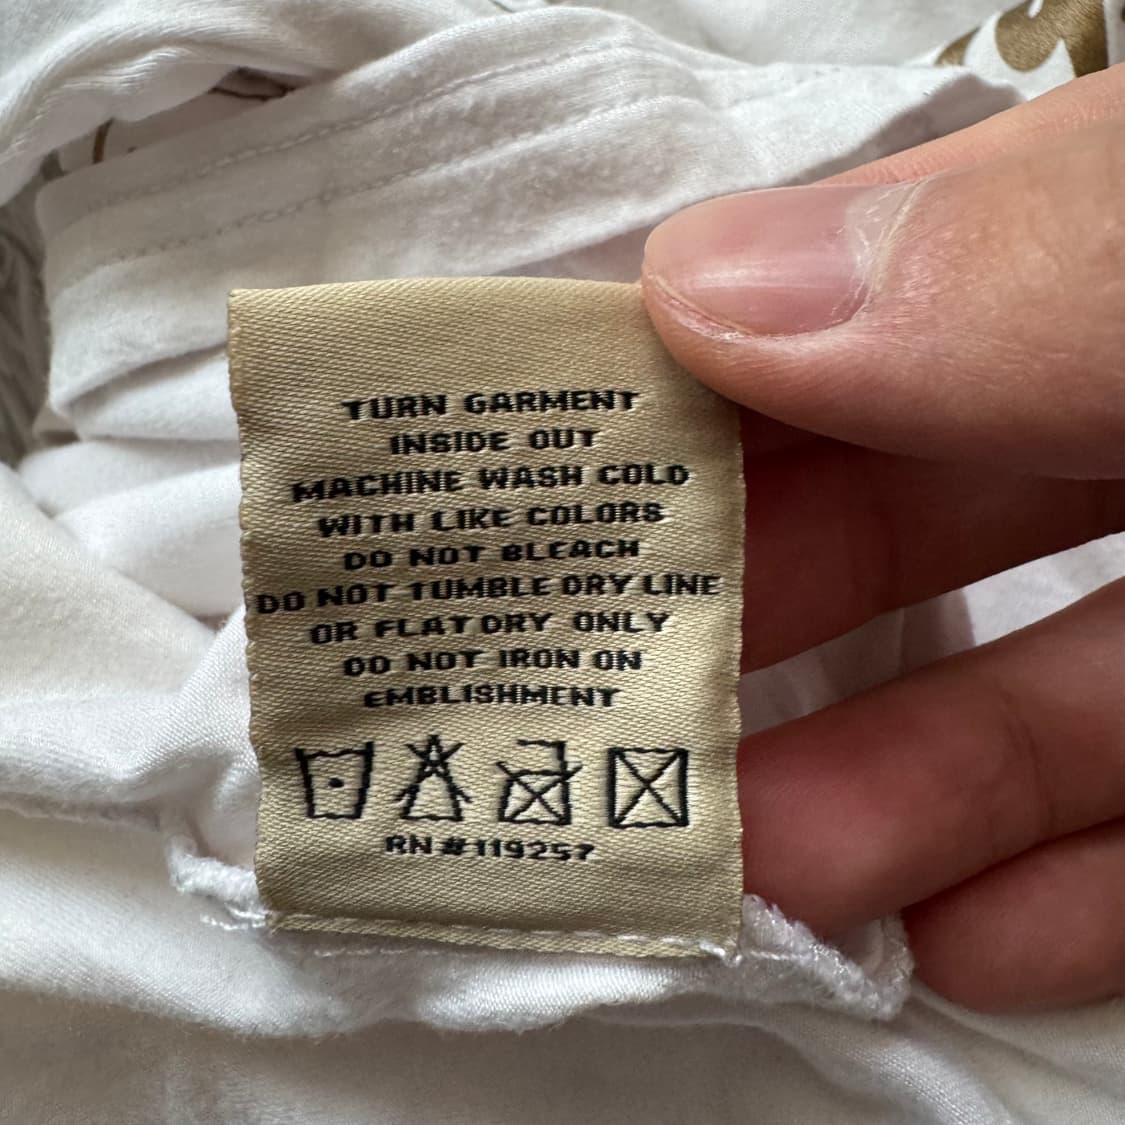 TURN GARMENT
INSIDE OUT
MACHINE WASH COLD
WITH LIKE COLORS
DO NOT BLEACH
DO NOT TUMBLE DRY LINE
OR FLAT DRY ONLY
DO NOT IRON ON
EMBLISHMENT
RN#119257